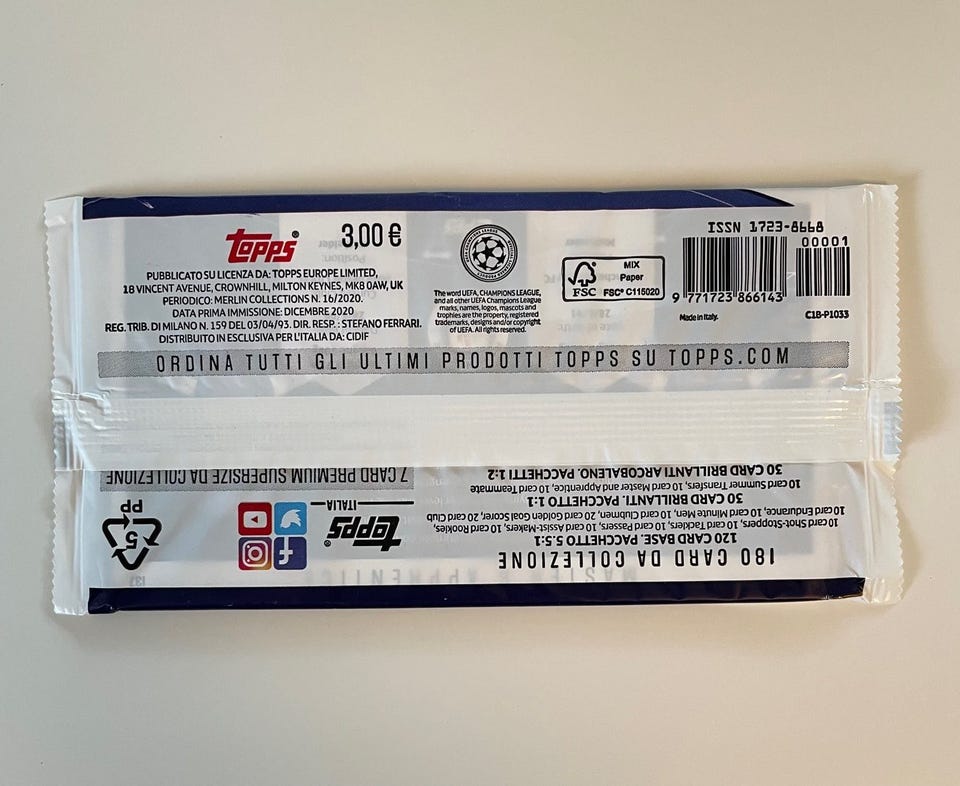 TOPPS®
3,00 €
PUBBLICATO SU LICENZA DA: TOPPS EUROPE LIMITED,
18 VINCENT AVENUE, CROWNHILL, MILTON KEYNES, MK8 0AW, UK
PERIODICO: MERLIN COLLECTIONS N. 16/2020.
DATA PRIMA IMMISSIONE: DICEMBRE 2020
REG. TRIB. DI MILANO N. 159 DEL 03/04/93. DIR. RESP. : STEFANO FERRARI.
DISTRIBUITO IN ESCLUSIVA PER L'ITALIA DA: CIDIF
The word UEFA, CHAMPIONS LEAGUE,
and all other UEFA Champions League
marks, names, logos, mascots and
trophies are the property, registered
trademarks, designs and/or copyright
of UEFA. All rights reserved.
FSC
MIX
Paper
FSC® C115020
ISSN 1723-8668
00001
9 771723 866143
Made in Italy.
C1B-P1033
ORDINA TUTTI GLI ULTIMI PRODOTTI TOPPS SU TOPPS.COM
180 CARD DA COLLEZIONE
120 CARD BASE. PACCHETTO 5.5:1
10 card Shot-Stoppers, 10 card Tacklers, 10 card Passers, 10 card Assist-Makers, 10 card Rookies,
10 card Endurance, 10 card Minute Men, 10 card Clubmen, 20 card Golden Goal Scorer, 20 card Club
30 CARD BRILLANTI. PACCHETTO 1:1
10 card Summer Transfers, 10 card Master and Apprentice, 10 card Teammate
30 CARD BRILLANTI ARCOBALENO. PACCHETTI 1:2
TOPPS
ITALIA
5
PP
7 CARD PREMIUM SUPERSIZE DA COLLEZIONE